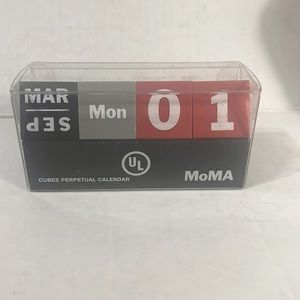 MAR
SEP
Mon
0 1
UL
CUBES PERPETUAL CALENDAR
MoMA